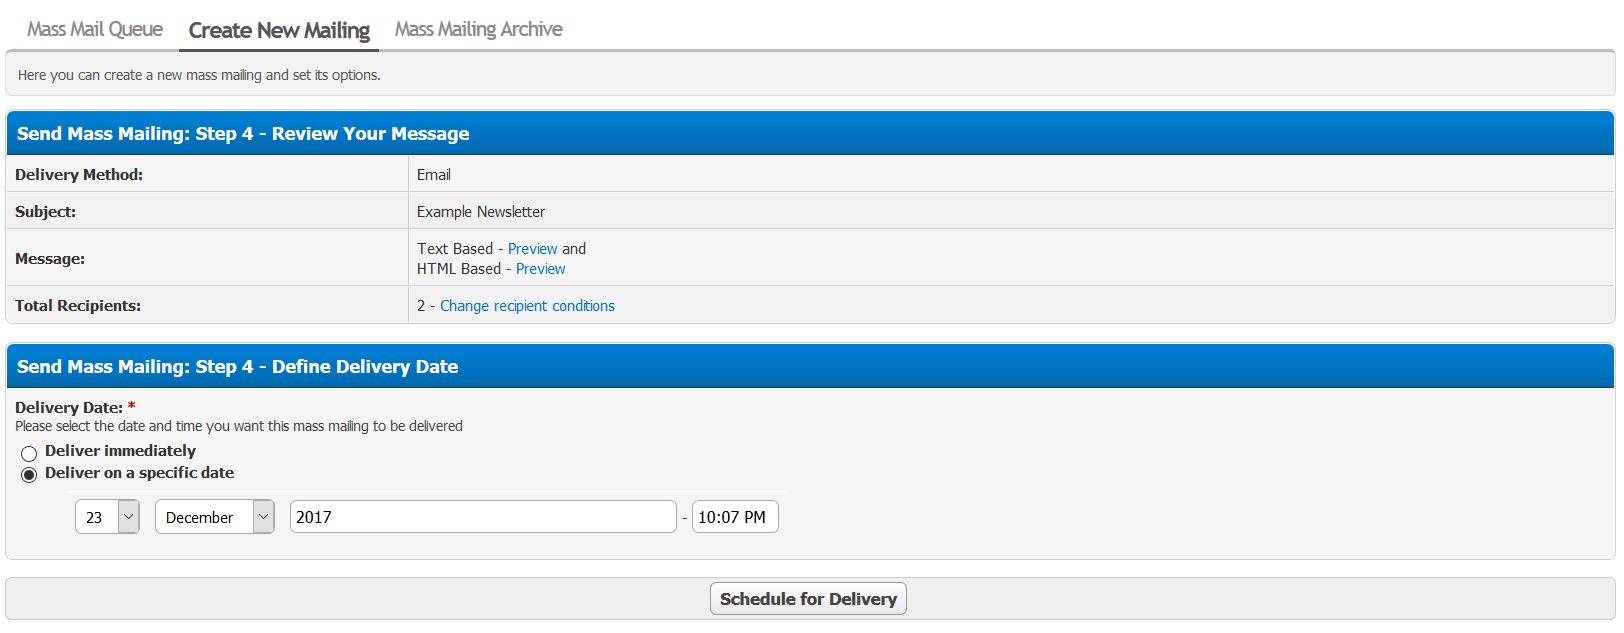 Mass Mail Queue Create New Mailing Mass Mailing Archive
Here you can create a new mass mailing and set its options.
Send Mass Mailing: Step 4 - Review Your Message
Delivery Method: Email
Subject: Example Newsletter
Message: Text Based - Preview and
HTML Based - Preview
Total Recipients: 2 - Change recipient conditions
Send Mass Mailing: Step 4 - Define Delivery Date
Delivery Date: *
Please select the date and time you want this mass mailing to be delivered
Deliver immediately
Deliver on a specific date
23 December 2017 - 10:07 PM
Schedule for Delivery